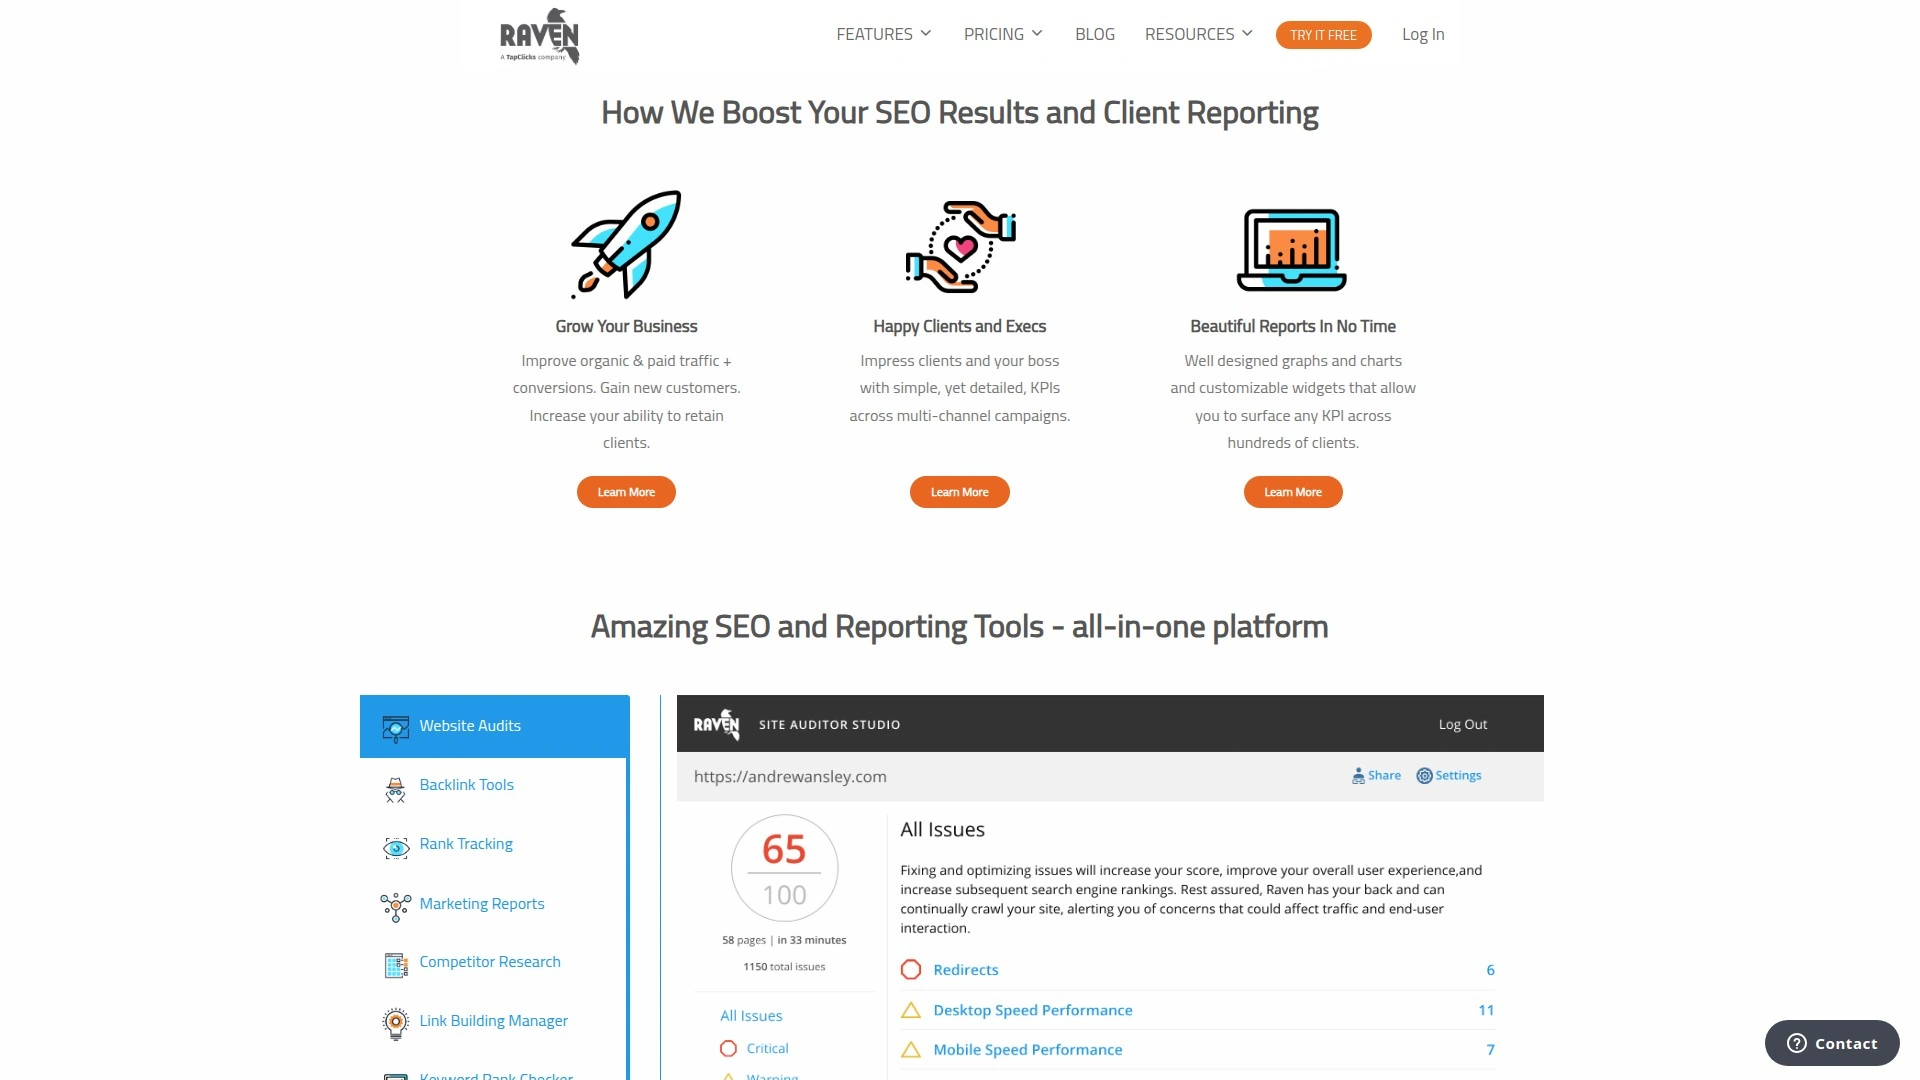 RAVEN
A TapClicks company
FEATURES
PRICING
BLOG
RESOURCES
TRY IT FREE
Log In
How We Boost Your SEO Results and Client Reporting
Grow Your Business
Improve organic & paid traffic +
conversions. Gain new customers.
Increase your ability to retain
clients.
Learn More
Happy Clients and Execs
Impress clients and your boss
with simple, yet detailed, KPIs
across multi-channel campaigns.
Learn More
Beautiful Reports In No Time
Well designed graphs and charts
and customizable widgets that allow
you to surface any KPI across
hundreds of clients.
Learn More
Amazing SEO and Reporting Tools - all-in-one platform
Website Audits
Backlink Tools
Rank Tracking
Marketing Reports
Competitor Research
Link Building Manager
Keyword Rank Checker
RAVEN
SITE AUDITOR STUDIO
Log Out
https://andrewansley.com
Share
Settings
65
100
58 pages | in 33 minutes
1150 total issues
All Issues
Critical
Warning
All Issues
Fixing and optimizing issues will increase your score, improve your overall user experience,and
increase subsequent search engine rankings. Rest assured, Raven has your back and can
continually crawl your site, alerting you of concerns that could affect traffic and end-user
interaction.
Redirects 6
Desktop Speed Performance 11
Mobile Speed Performance 7
Contact